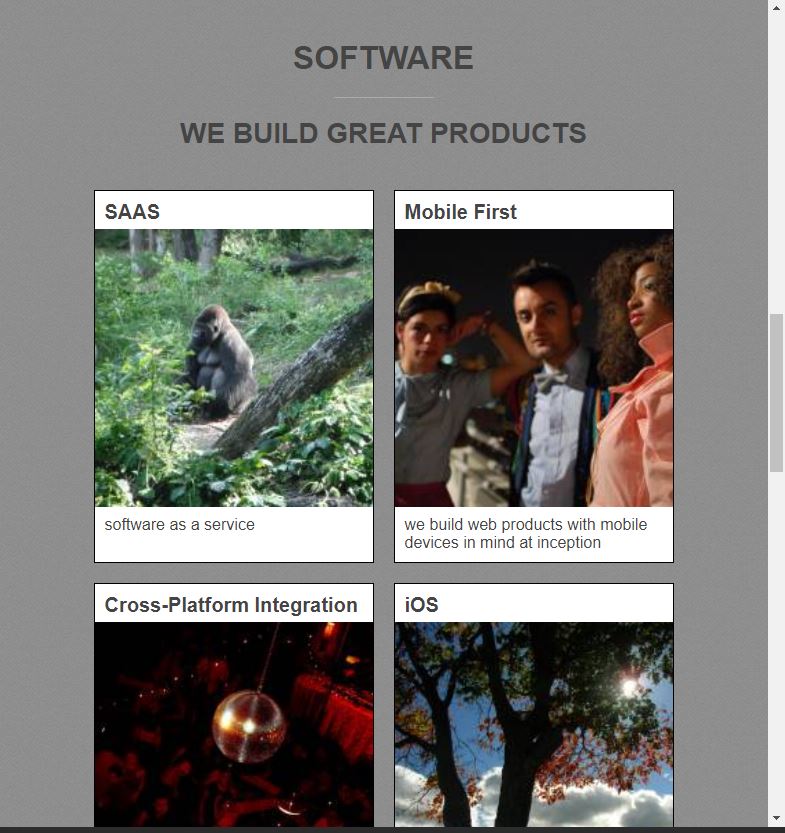 SOFTWARE
WE BUILD GREAT PRODUCTS
SAAS
software as a service
Mobile First
we build web products with mobile
devices in mind at inception
Cross-Platform Integration
iOS